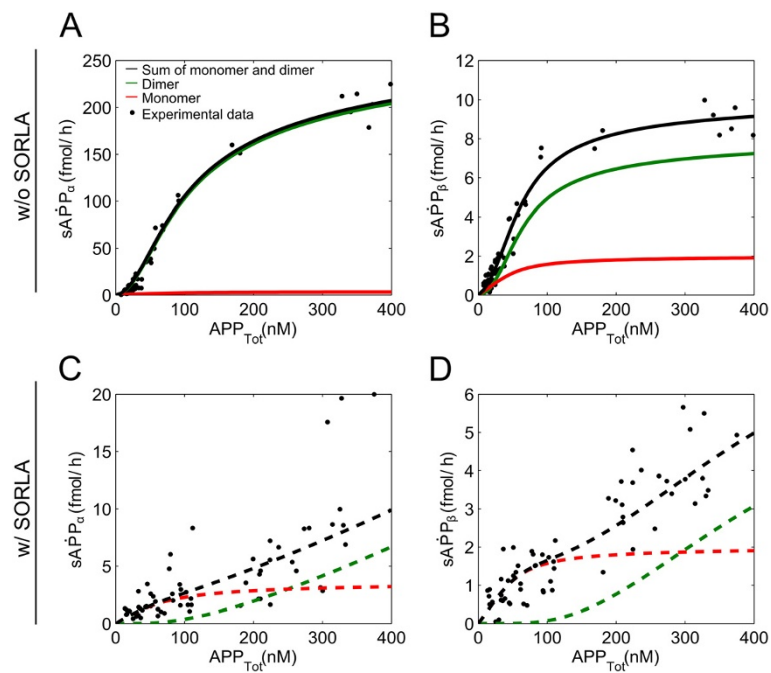 A
B
w/o SORLA
250
200
150
100
50
0
Sum of monomer and dimer
Dimer
Monomer
Experimental data
sAṖPα (fmol/ h)
0 100 200 300 400
APPTot(nM)
12
10
8
6
4
2
0
sAṖPβ (fmol/ h)
0 100 200 300 400
APPTot(nM)
C
D
w/ SORLA
20
15
10
5
0
sAṖPα (fmol/ h)
0 100 200 300 400
APPTot(nM)
6
5
4
3
2
1
0
sAṖPβ (fmol/ h)
0 100 200 300 400
APPTot(nM)